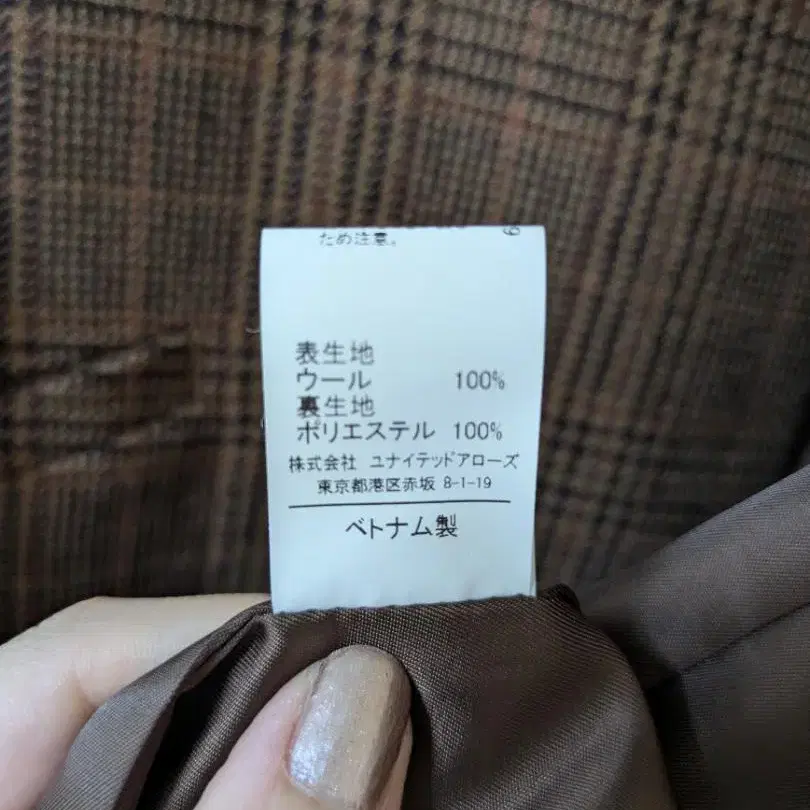 ため注意。
表生地
ウール 100%
裏生地
ポリエステル 100%
株式会社 ユナイテッドアローズ
東京都港区赤坂 8-1-19
ベトナム製